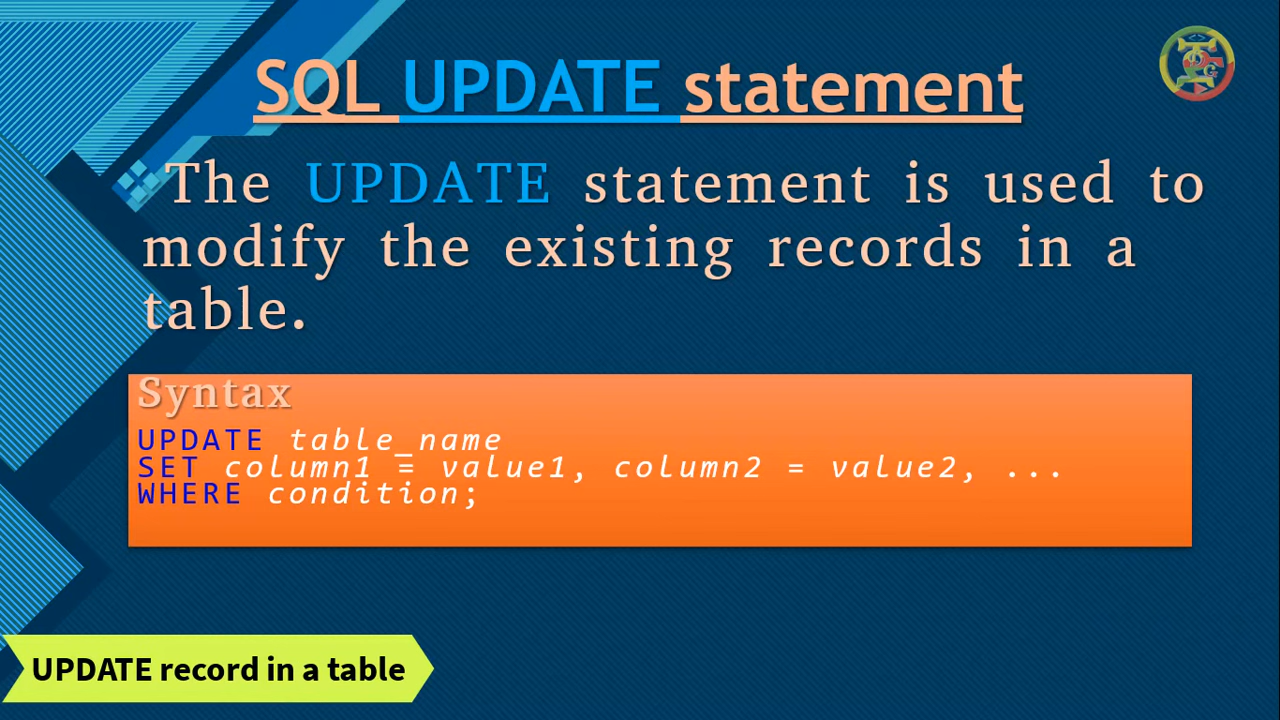 SQL UPDATE statement
The UPDATE statement is used to
modify the existing records in a
table.
Syntax
UPDATE table_name
SET column1 = value1, column2 = value2, ...
WHERE condition;
UPDATE record in a table